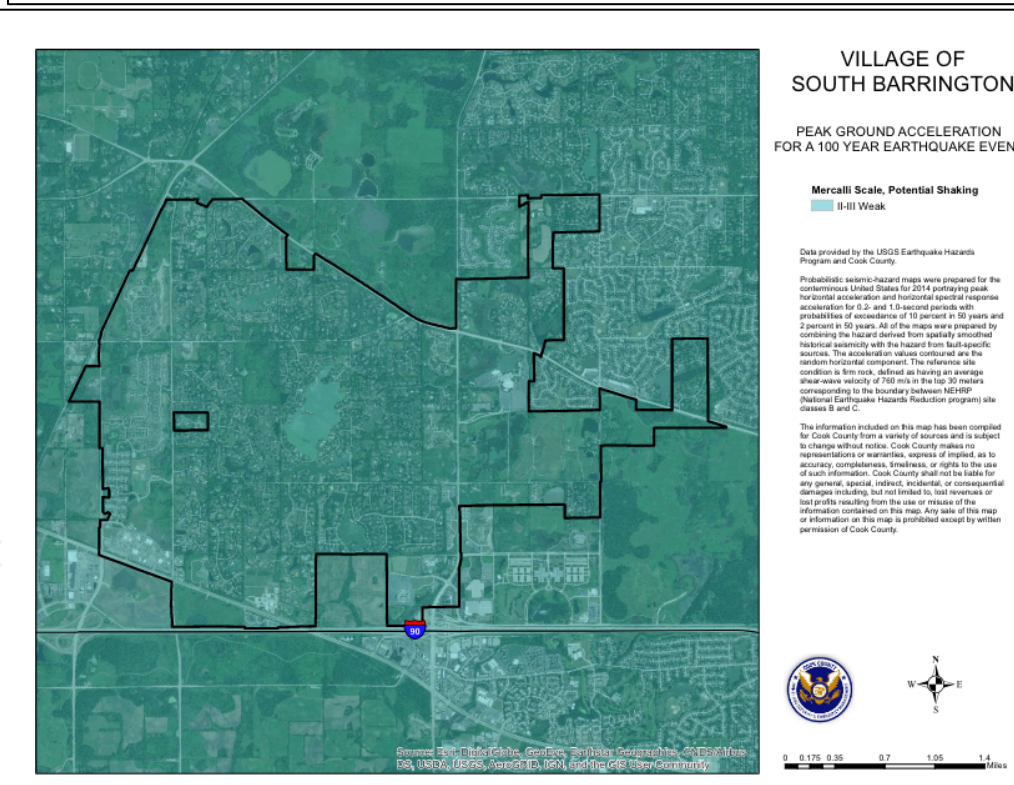 VILLAGE OF
SOUTH BARRINGTON
PEAK GROUND ACCELERATION
FOR A 100 YEAR EARTHQUAKE EVEN
Mercalli Scale, Potential Shaking
II-III Weak
Data provided by the USGS Earthquake Hazards
Program and Cook County.
Probabilistic seismic-hazard maps were prepared for the
conterminous United States for 2014 portraying peak
horizontal acceleration and horizontal spectral response
acceleration for 0.2- and 1.0-second periods with
probabilities of exceedance of 10 percent in 50 years and
2 percent in 50 years. All of the maps were prepared by
combining the hazard derived from spatially smoothed
historical seismicity with the hazard from fault-specific
sources. The acceleration values contoured are the
random horizontal component. The reference site
condition is firm rock, defined as having an average
shear-wave velocity of 760 m/s in the top 30 meters
corresponding to the boundary between NEHRP
(National Earthquake Hazards Reduction program) site
classes B and C.
The information included on this map has been compiled
for Cook County from a variety of sources and is subject
to change without notice. Cook County makes no
representations or warranties, express of implied, as to
accuracy, completeness, timeliness, or rights to the use
of such information. Cook County shall not be liable for
any general, special, indirect, incidental, or consequential
damages including, but not limited to, lost revenues or
lost profits resulting from the use or misuse of the
information contained on this map. Any sale of this map
or information on this map is prohibited except by written
permission of Cook County.
90
COOK COUNTY
N
W E
S
0 0.175 0.35 0.7 1.05 1.4
Miles
Source: Esri, DigitalGlobe, GeoEye, Earthstar Geographics, CNES/Airbus
DS, USDA, USGS, AeroGRID, IGN, and the GIS User Community